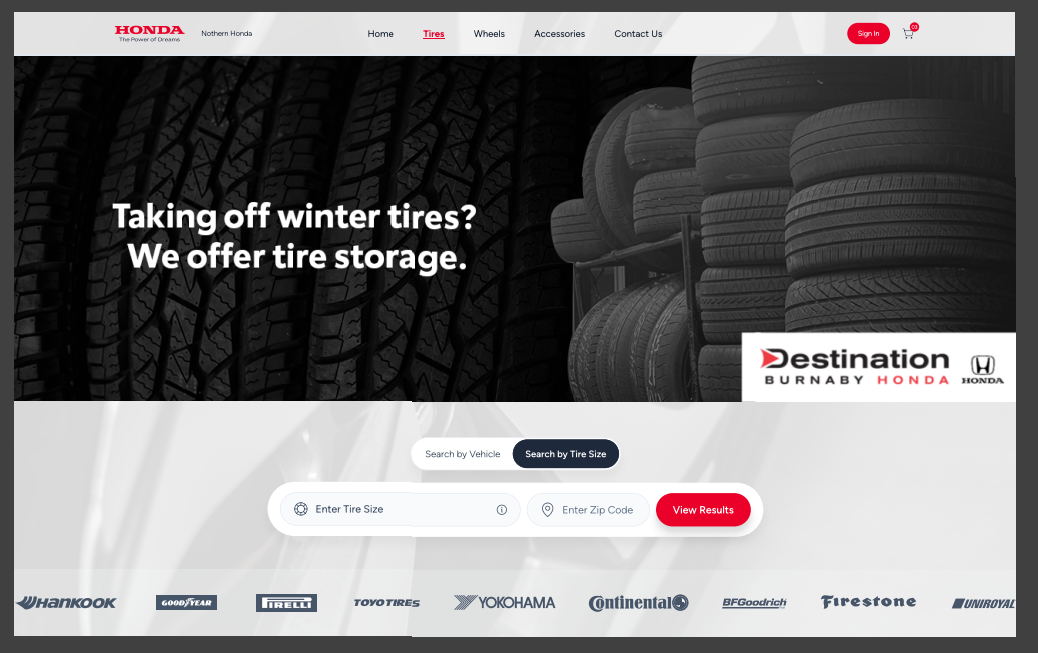 HONDA
The Power of Dreams
Nothern Honda
Home
Tires
Wheels
Accessories
Contact Us
Sign In
03
Taking off winter tires?
We offer tire storage.
Destination
BURNABY HONDA
HONDA
Search by Vehicle
Search by Tire Size
Enter Tire Size
Enter Zip Code
View Results
HANKOOK
GOODYEAR
PIRELLI
TOYO TIRES
YOKOHAMA
Continental
BFGoodrich
Firestone
UNIROYAL